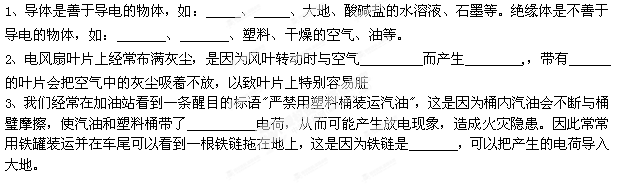 1、导体是善于导电的物体，如：_____、_____、大地、酸碱盐的水溶液、石墨等。绝缘体是不善于
导电的物体，如：_______、_______、塑料、干燥的空气、油等。
2、电风扇叶片上经常布满灰尘，是因为风叶转动时与空气_________而产生________,，带有______
的叶片会把空气中的灰尘吸着不放，以致叶片上特别容易脏
3、我们经常在加油站看到一条醒目的标语"严禁用塑料桶装运汽油"，这是因为桶内汽油会不断与桶
壁摩擦，使汽油和塑料桶带了__________电荷，从而可能产生放电现象，造成火灾隐患。因此常常
用铁罐装运并在车尾可以看到一根铁链拖在地上，这是因为铁链是_______，可以把产生的电荷导入
大地。